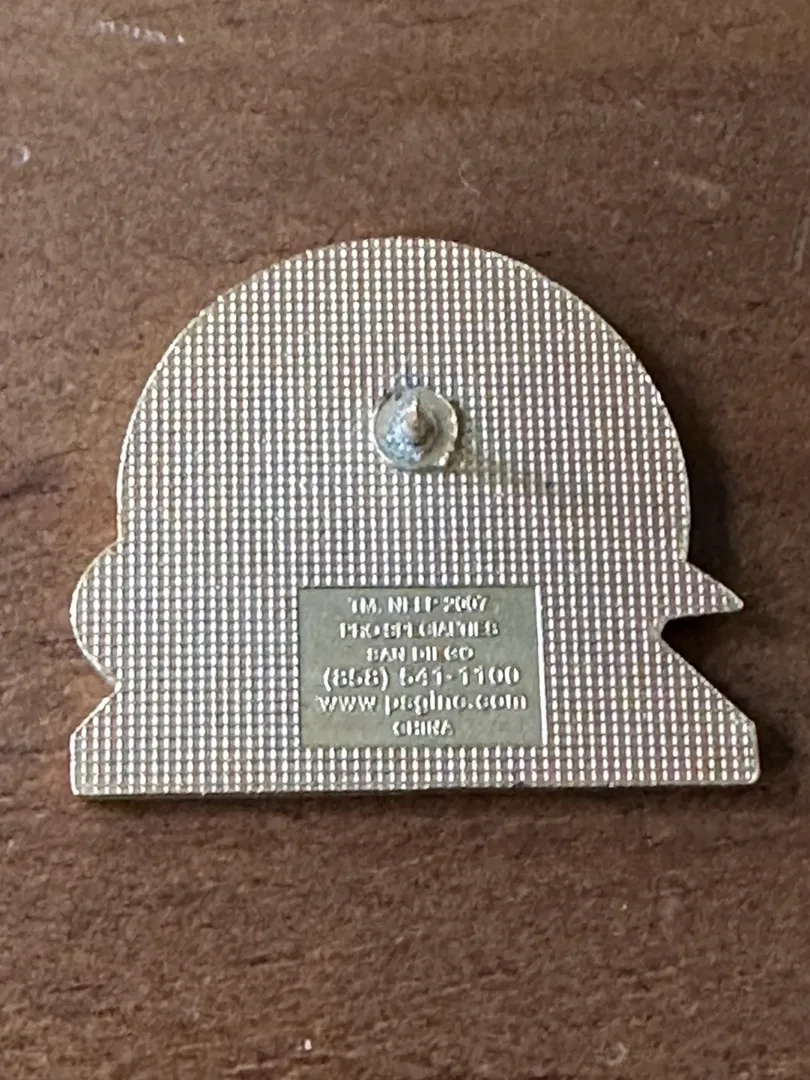 TM. NFLP 2007
PRO SPECIALTIES
SAN DIEGO
(858) 541-1100
www.psginc.com
CHINA